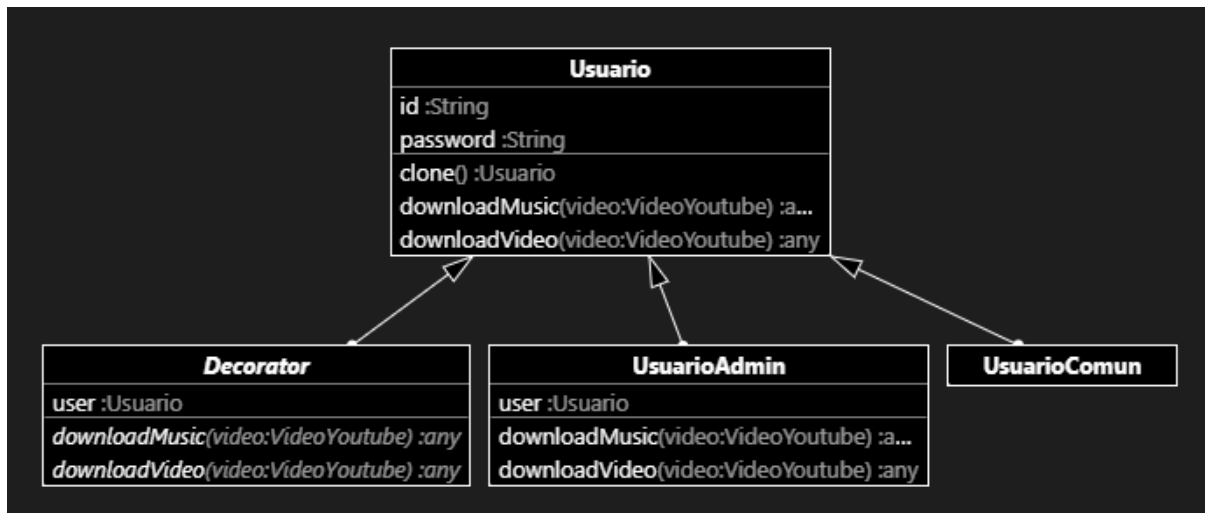 Usuario
id :String
password :String
clone() :Usuario
downloadMusic(video:VideoYoutube) :a...
downloadVideo(video:VideoYoutube) :any
Decorator
user :Usuario
downloadMusic(video:VideoYoutube) :any
downloadVideo(video:VideoYoutube) :any
UsuarioAdmin
user :Usuario
downloadMusic(video:VideoYoutube) :a...
downloadVideo(video:VideoYoutube) :any
UsuarioComun